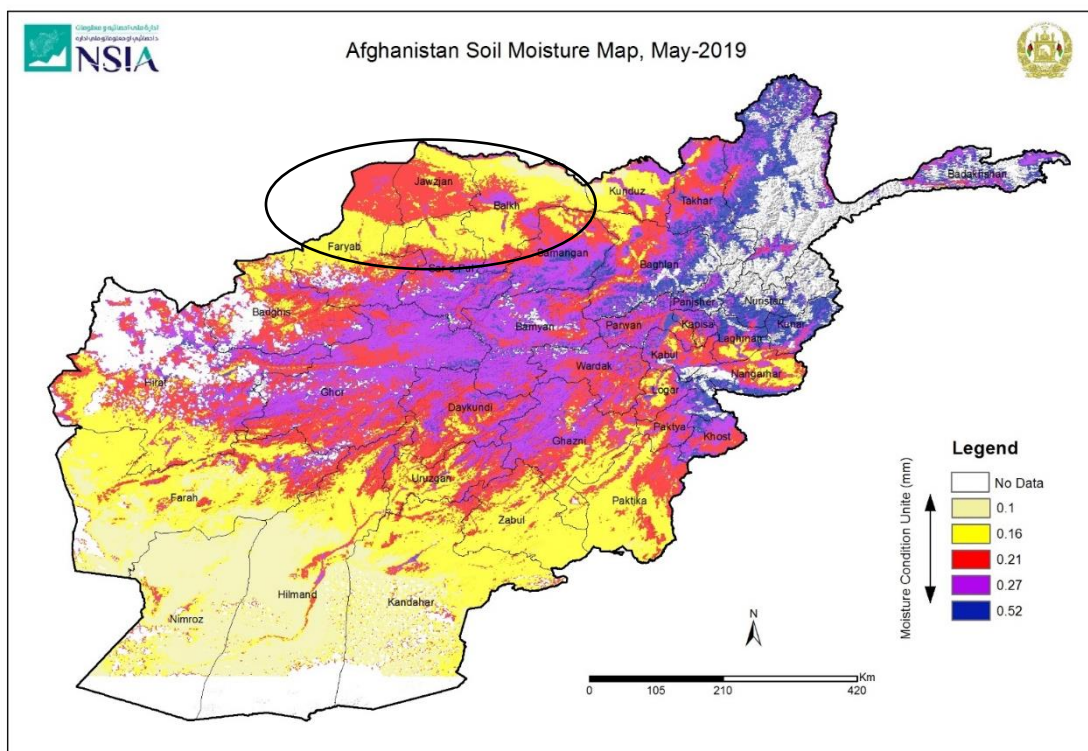 NSIA
Afghanistan Soil Moisture Map, May-2019
Badakhshan
Jawzjan
Kunduz
Takhar
Balkh
Faryab
Samangan
Baghlan
Panjsher
Nuristan
Badghis
Bamyan
Parwan
Kapisa
Kunar
Laghman
Kabul
Hirat
Wardak
Nangarhar
Ghor
Logar
Daykundi
Paktya
Khost
Ghazni
Uruzgan
Farah
Paktika
Zabul
Hilmand
Kandahar
Nimroz
Legend
Moisture Condition Unite (mm)
No Data
0.1
0.16
0.21
0.27
0.52
N
Km
0 105 210 420